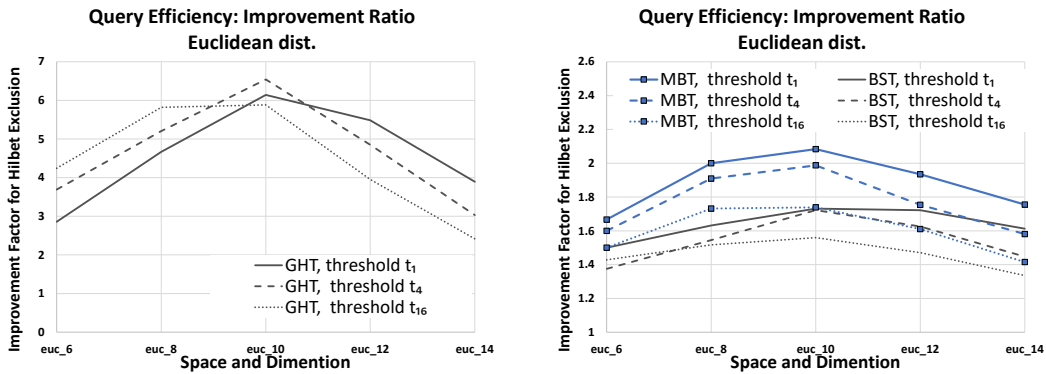 Query Efficiency: Improvement Ratio
Euclidean dist.
Improvement Factor for Hilbet Exclusion
7
6
5
4
3
2
1
0
GHT, threshold t₁
GHT, threshold t₄
GHT, threshold t₁₆
euc_6 euc_8 euc_10 euc_12 euc_14
Space and Dimention
Query Efficiency: Improvement Ratio
Euclidean dist.
Improvement Factor for Hilbet Exclusion
2.6
2.4
2.2
2
1.8
1.6
1.4
1.2
1
MBT, threshold t₁ BST, threshold t₁
MBT, threshold t₄ BST, threshold t₄
MBT, threshold t₁₆ BST, threshold t₁₆
euc_6 euc_8 euc_10 euc_12 euc_14
Space and Dimention